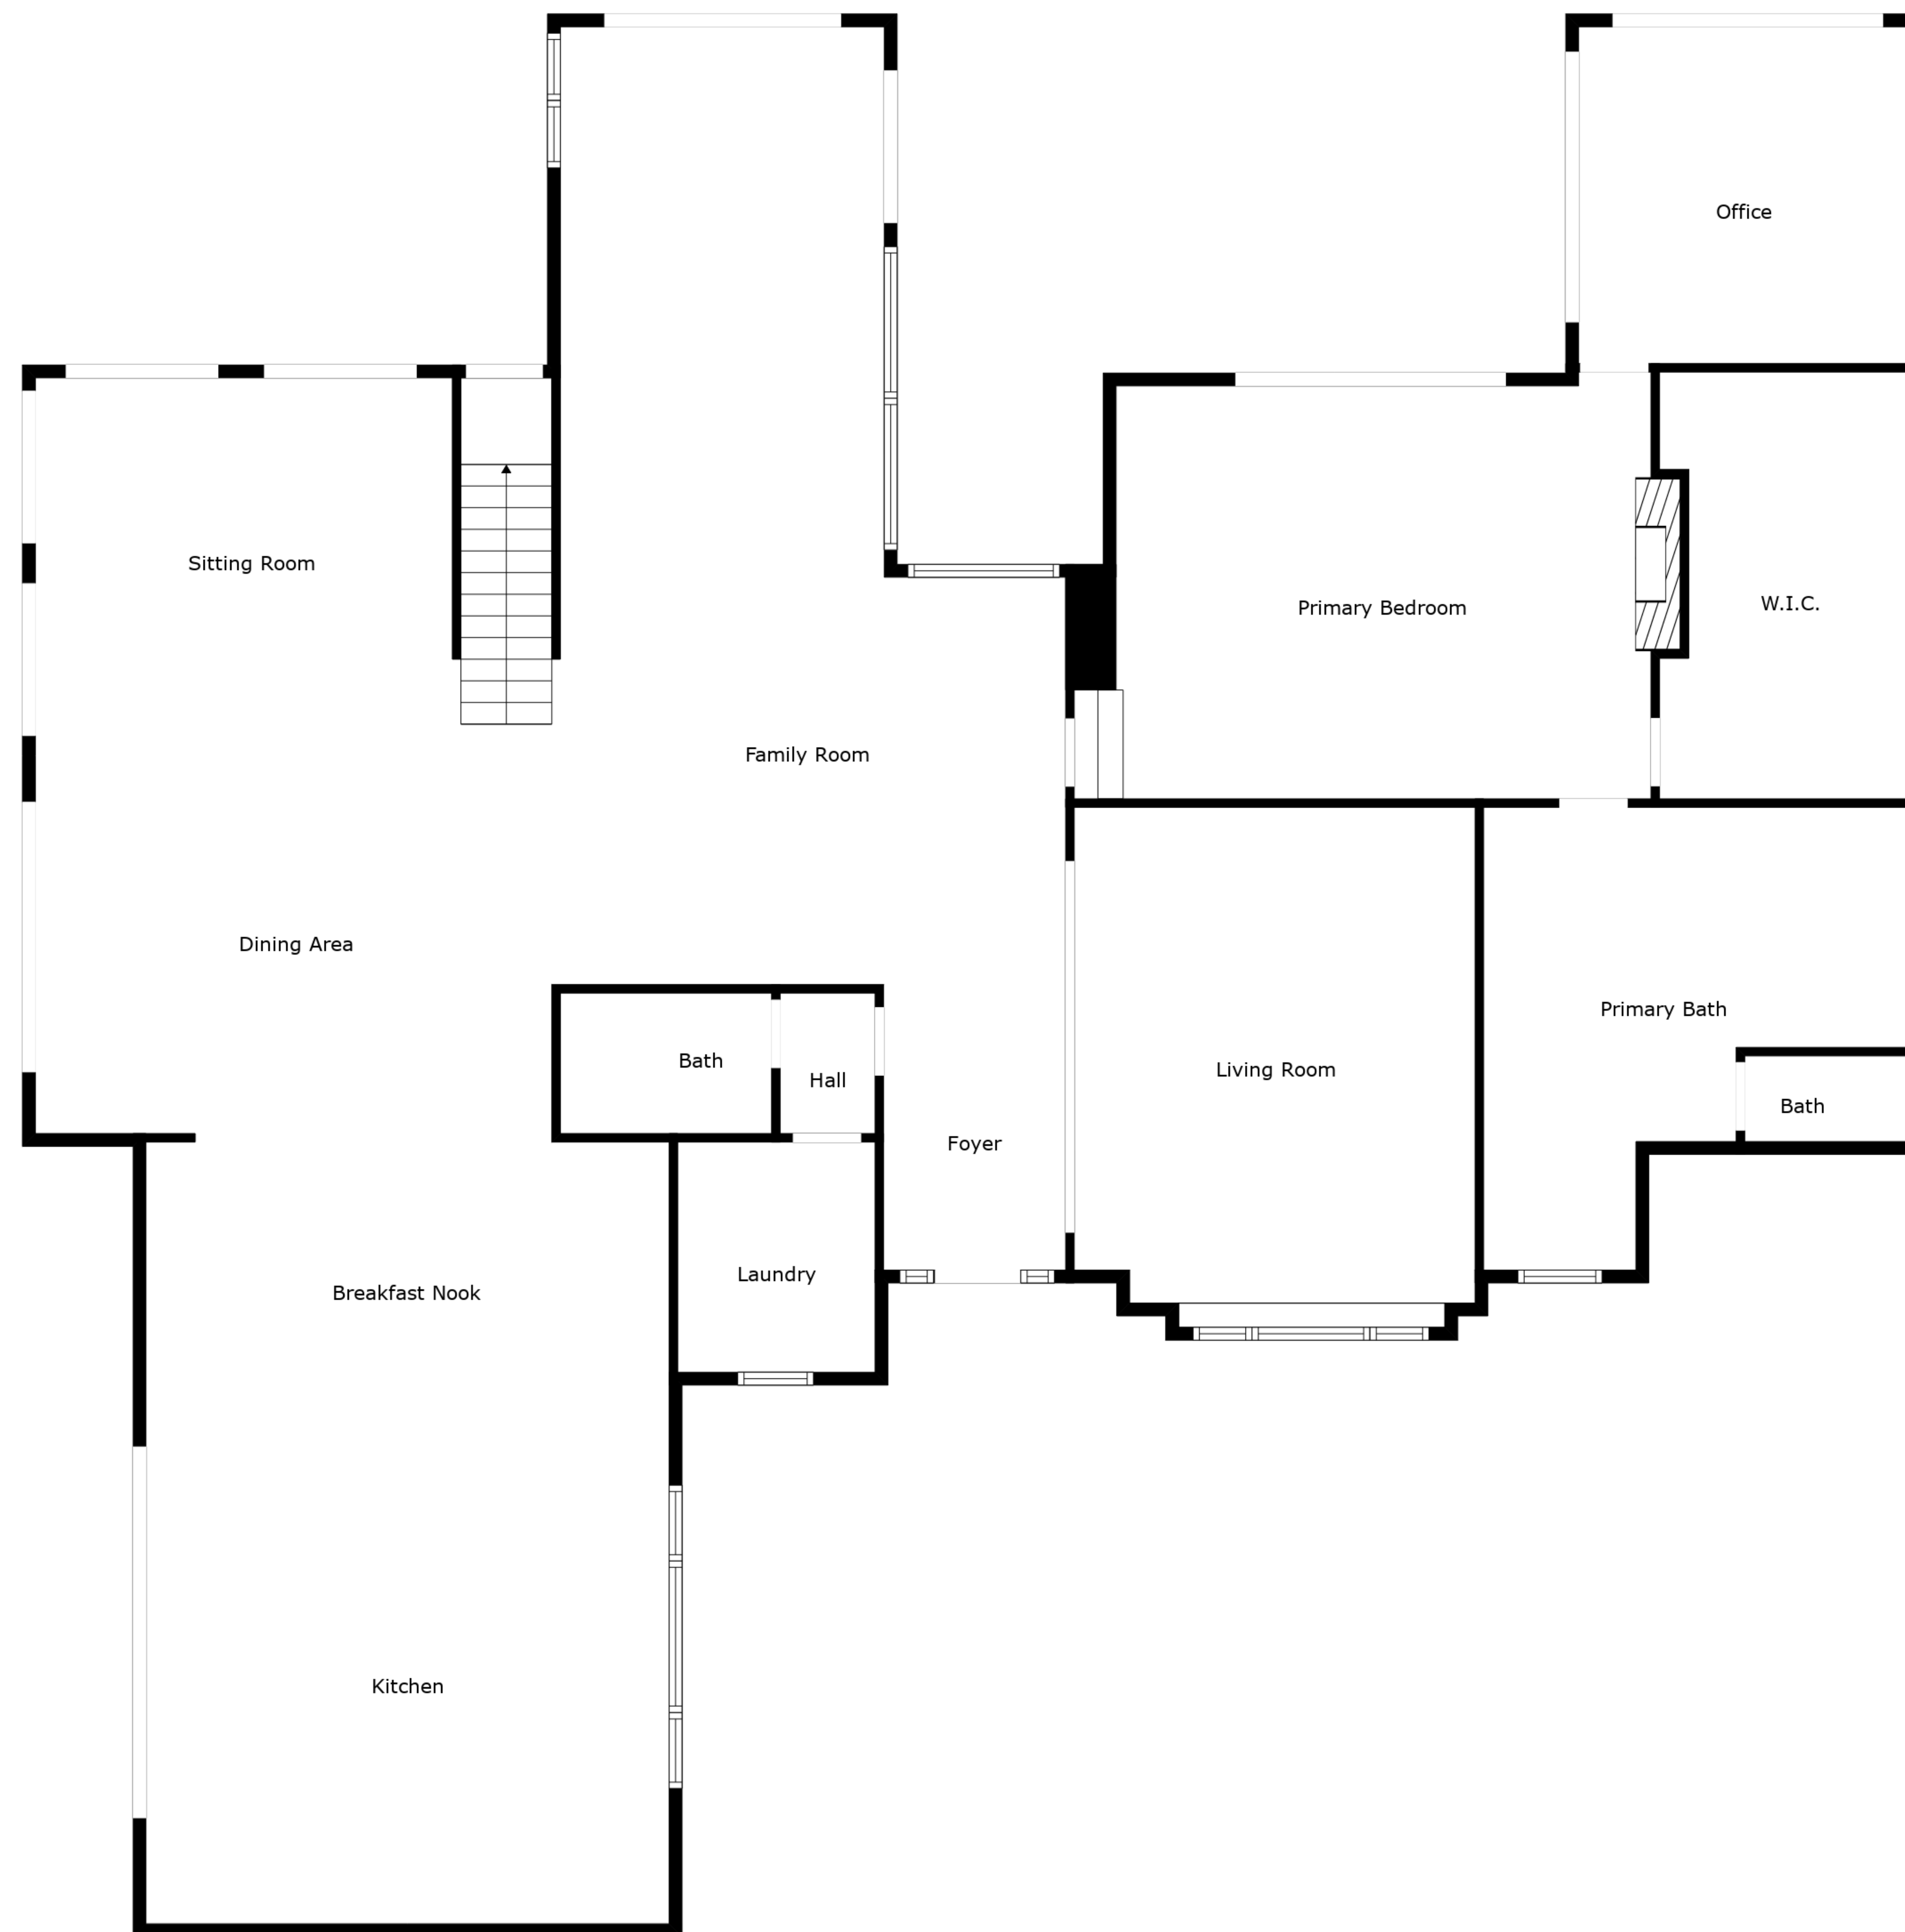 Office
Sitting Room
Primary Bedroom
W.I.C.
Family Room
Dining Area
Primary Bath
Bath
Living Room
Hall
Bath
Foyer
Laundry
Breakfast Nook
Kitchen